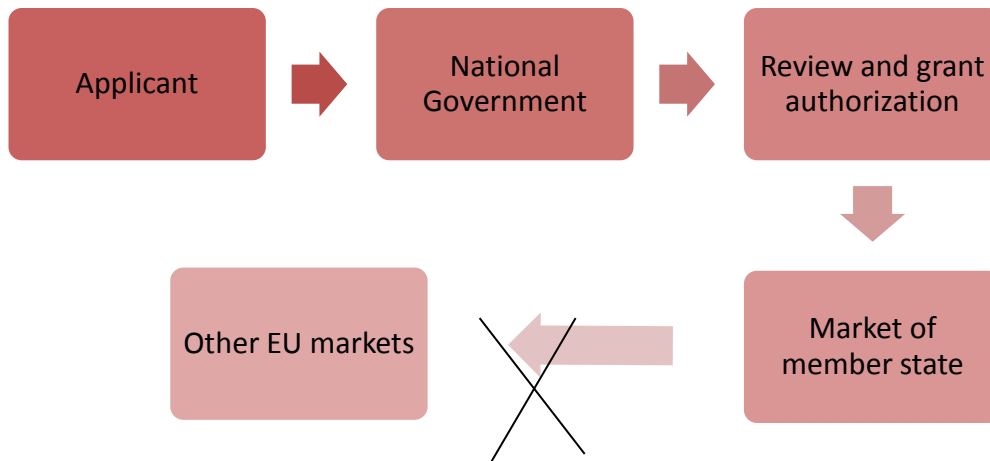 Applicant
National
Government
Review and grant
authorization
Market of
member state
Other EU markets